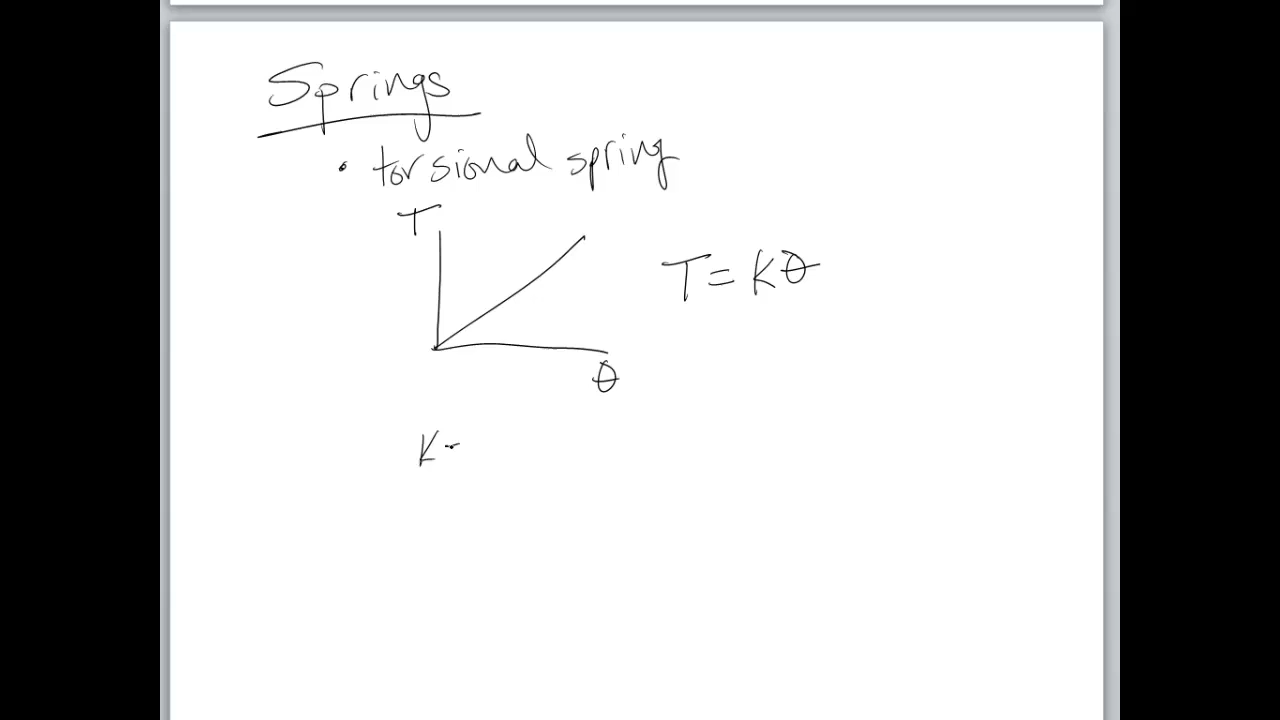 Springs
• torsional spring
T
T = Kθ
θ
K -